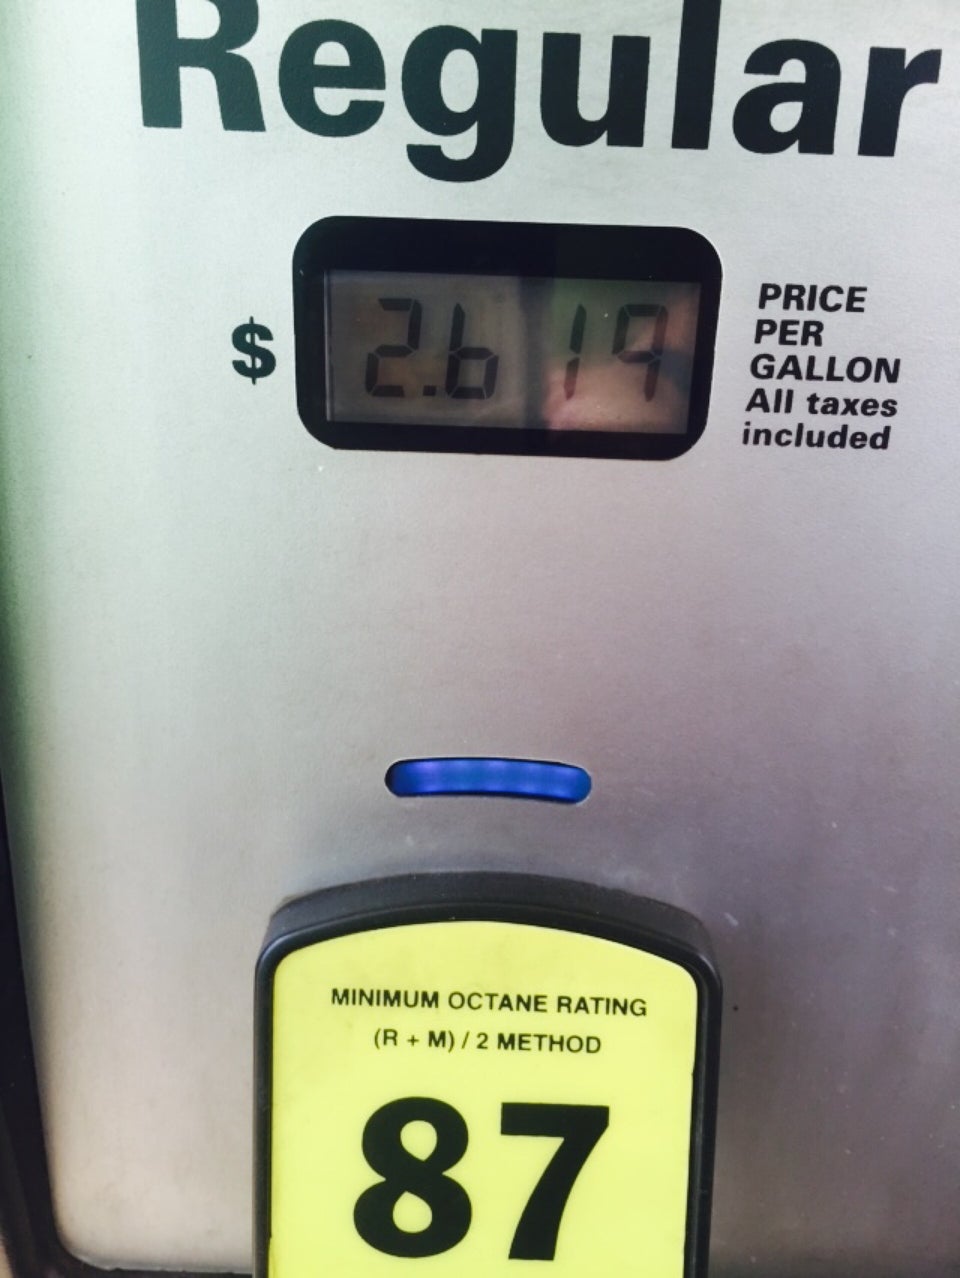 Regular
$ 2.619
PRICE
PER
GALLON
All taxes
included
MINIMUM OCTANE RATING
(R + M) / 2 METHOD
87